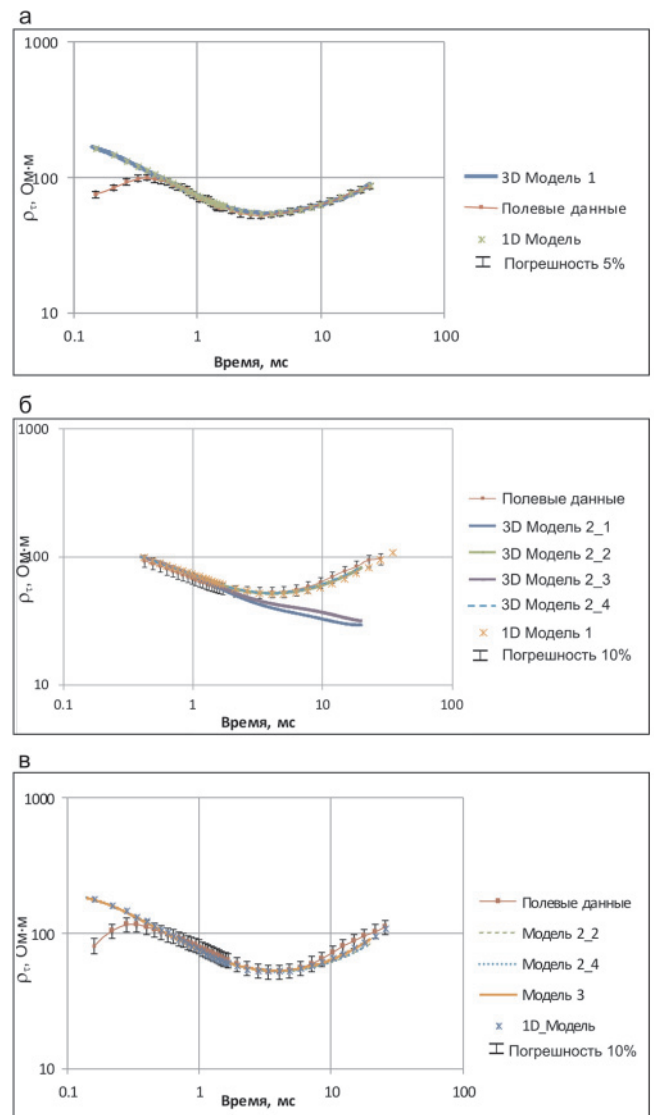 а
1000
100
10
0.1
1
10
100
ρτ, Ом·м
Время, мс
3D Модель 1
Полевые данные
1D Модель
Погрешность 5%
б
1000
100
10
0.1
1
10
100
ρτ, Ом·м
Время, мс
Полевые данные
3D Модель 2_1
3D Модель 2_2
3D Модель 2_3
3D Модель 2_4
1D Модель 1
Погрешность 10%
в
1000
100
10
0.1
1
10
100
ρτ, Ом·м
Время, мс
Полевые данные
Модель 2_2
Модель 2_4
Модель 3
1D_Модель
Погрешность 10%